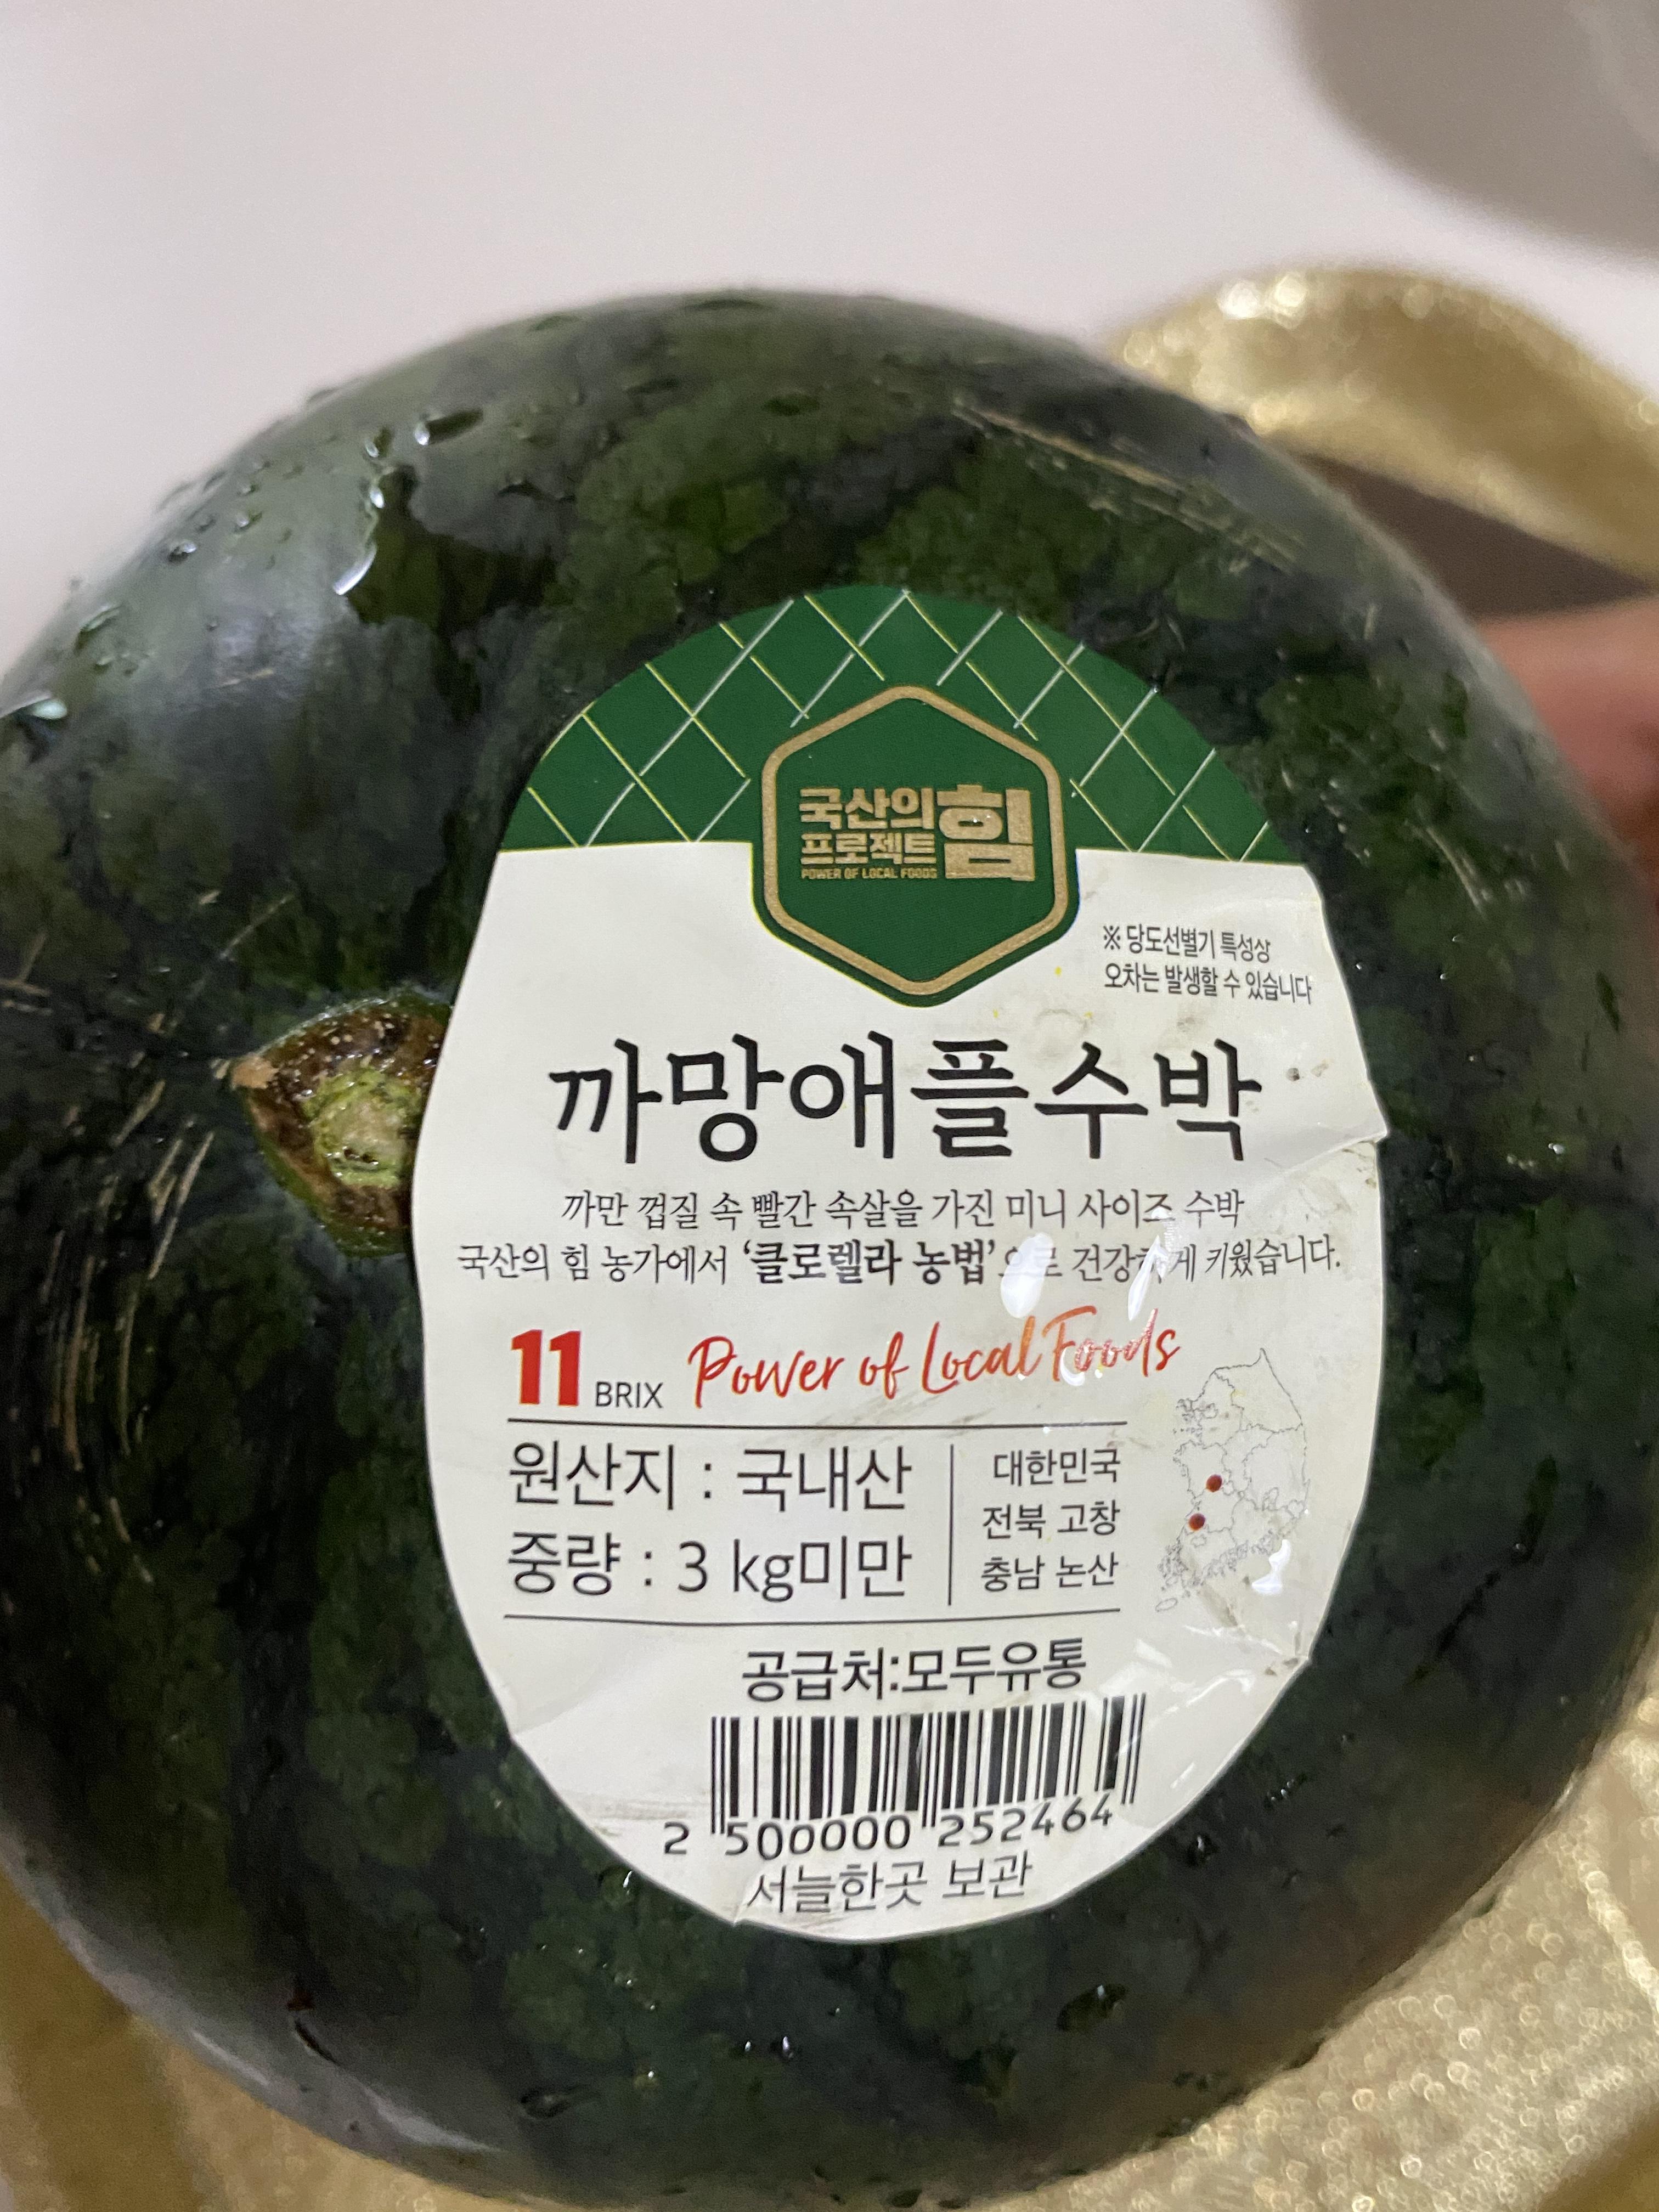 국산의 힘
프로젝트
POWER OF LOCAL FOODS
※ 당도선별기 특성상
오차는 발생할 수 있습니다
까망애플수박
까만 껍질 속 빨간 속살을 가진 미니 사이즈 수박
국산의 힘 농가에서 '클로렐라 농법'으로 건강하게 키웠습니다.
11 BRIX Power of Local Foods
원산지 : 국내산
중량 : 3 kg미만
대한민국
전북 고창
충남 논산
공급처:모두유통
2 500000 252464
서늘한곳 보관